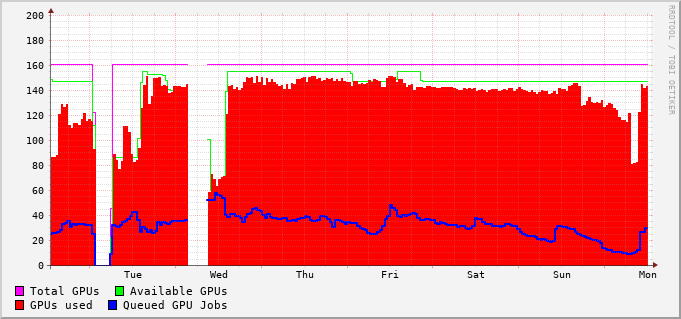 200
180
160
140
120
100
80
60
40
20
0
Tue Wed Thu Fri Sat Sun Mon
Total GPUs Available GPUs
GPUs used Queued GPU Jobs
RRDTOOL / TOBI OETIKER